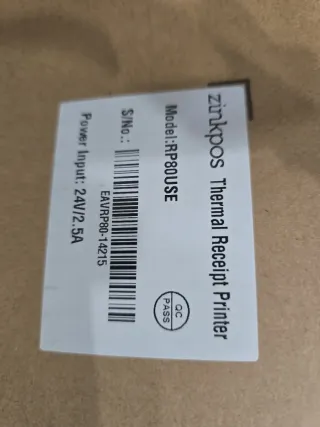 zinkpos Thermal Receipt Printer
Model:RP80USE
QC
PASS
S/No.:
EAVRP80-14215
Power Input: 24V/2.5A